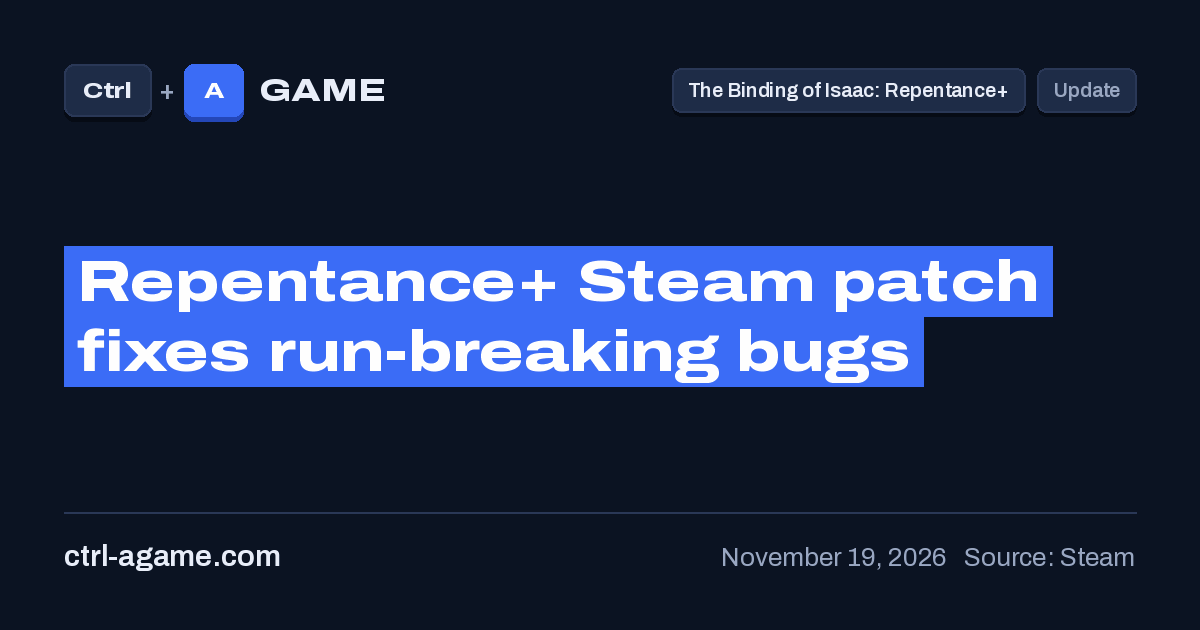 Ctrl + A GAME
The Binding of Isaac: Repentance+ Update
Repentance+ Steam patch
fixes run-breaking bugs
ctrl-agame.com
November 19, 2026 Source: Steam